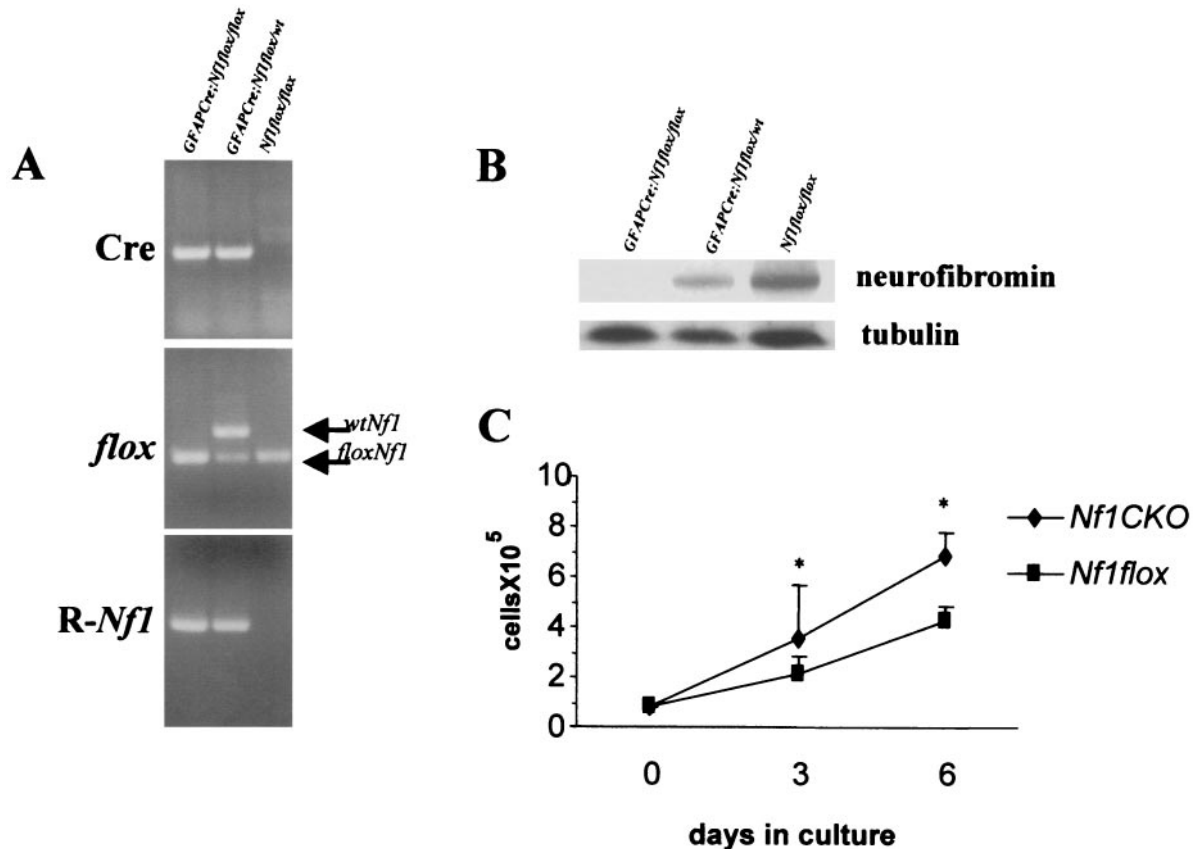 A
GFAPCre;Nf1flox/flox
GFAPCre;Nf1flox/wt
Nf1flox/flox
Cre
flox
wtNf1
floxNf1
R-Nf1
B
GFAPCre;Nf1flox/flox
GFAPCre;Nf1flox/wt
Nf1flox/flox
neurofibromin
tubulin
C
10
8
6
4
2
0
cellsX10^5
*
*
Nf1CKO
Nf1flox
0 3 6
days in culture